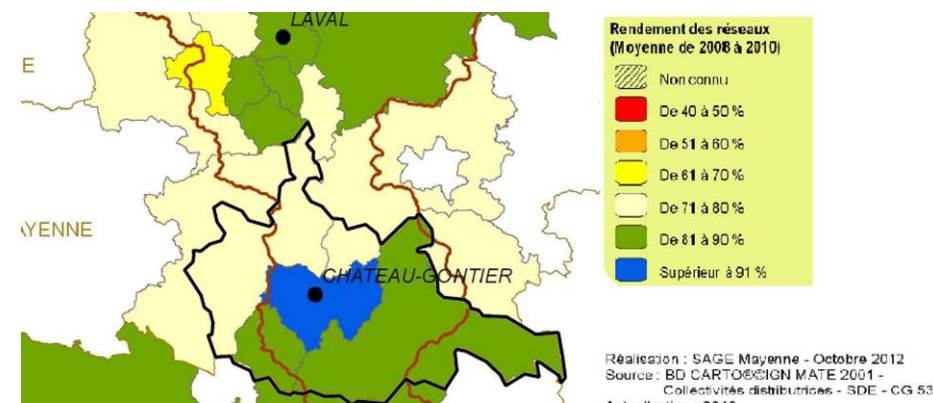 LAVAL
E
AYENNE
CHATEAU-GONTIER
Rendement des réseaux
(Moyenne de 2008 à 2010)
Non connu
De 40 à 50 %
De 51 à 60 %
De 61 à 70 %
De 71 à 80 %
De 81 à 90 %
Supérieur à 91 %
Réalisation : SAGE Mayenne - Octobre 2012
Source : BD CARTO©©IGN MATE 2001 -
Collectivités distributrices - SDE - CG 53